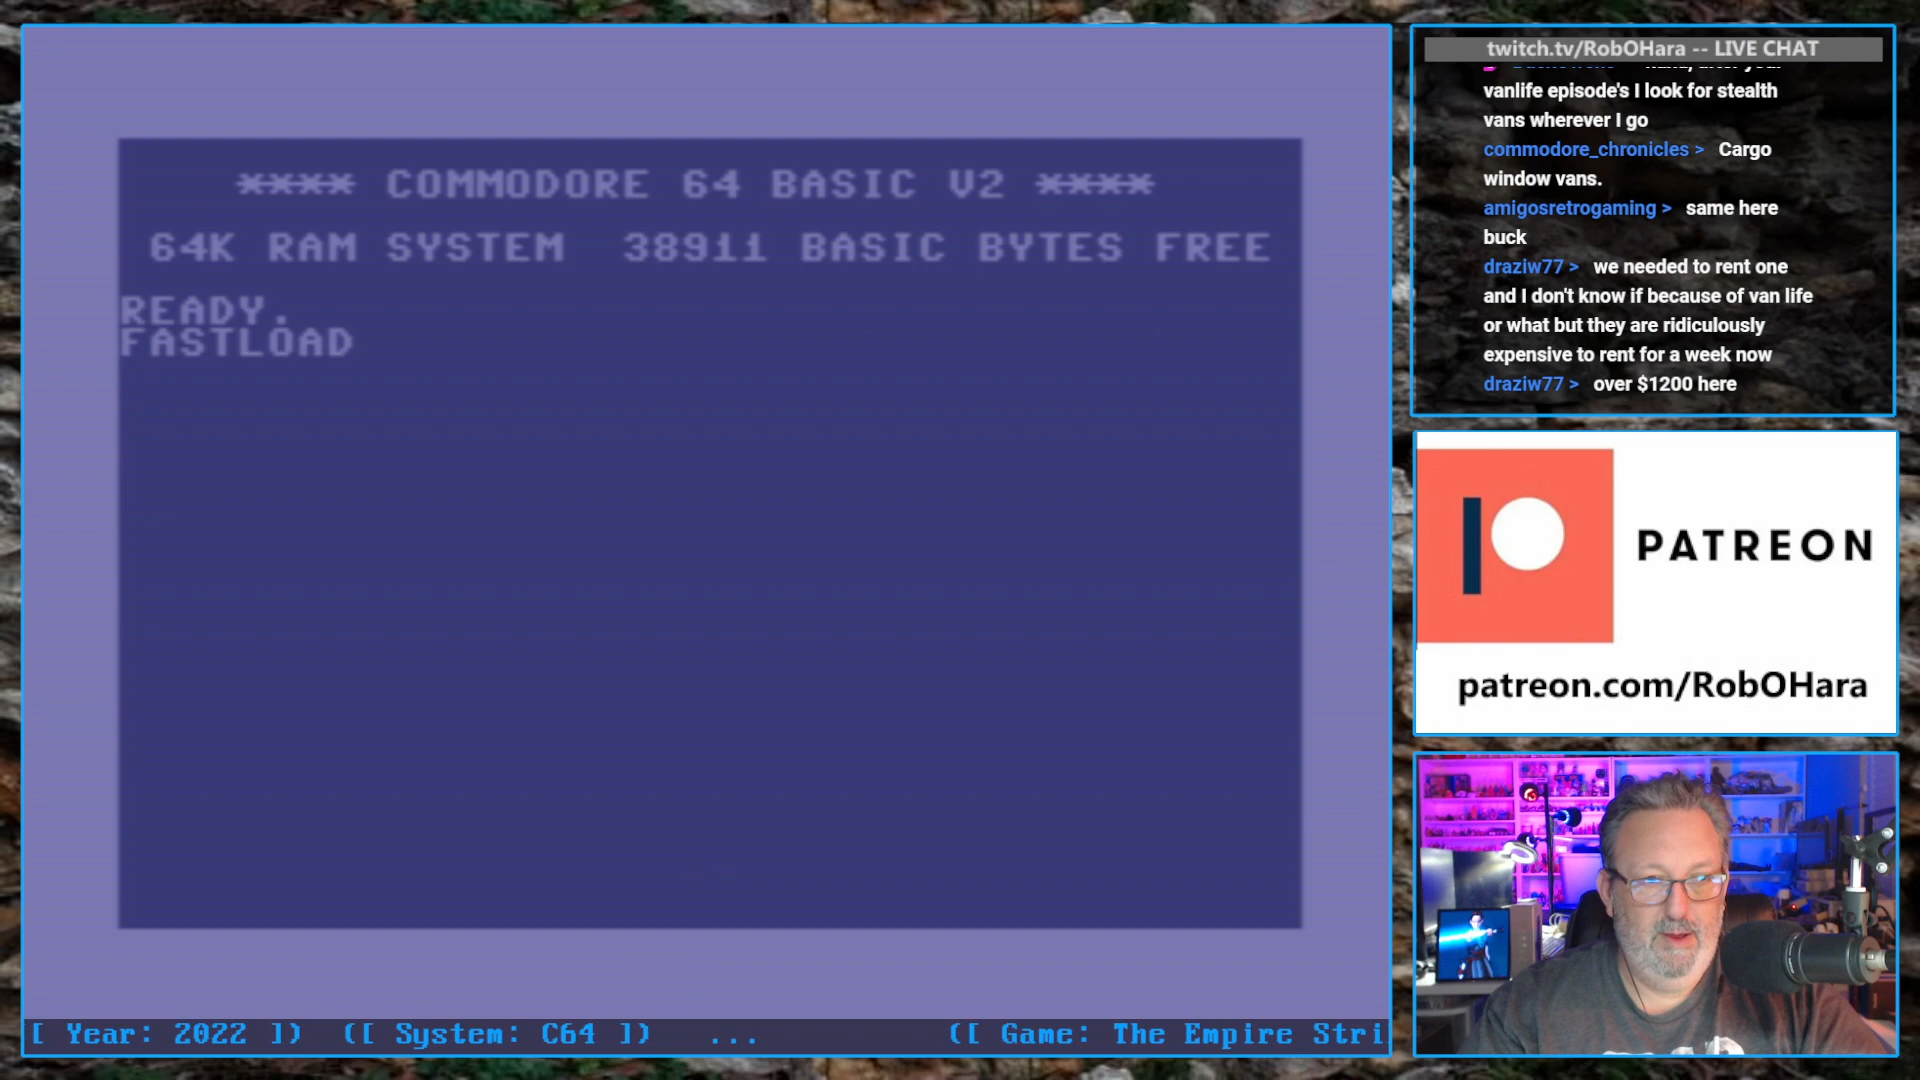 **** COMMODORE 64 BASIC V2 ****
64K RAM SYSTEM  38911 BASIC BYTES FREE
READY.
FASTLOAD
[ Year: 2022 ])  ([ System: C64 ])  ...  ([ Game: The Empire Stri
twitch.tv/RobOHara -- LIVE CHAT
vanlife episode's I look for stealth
vans wherever I go
commodore_chronicles > Cargo
window vans.
amigosretrogaming > same here
buck
draziw77 > we needed to rent one
and I don't know if because of van life
or what but they are ridiculously
expensive to rent for a week now
draziw77 > over $1200 here
PATREON
patreon.com/RobOHara